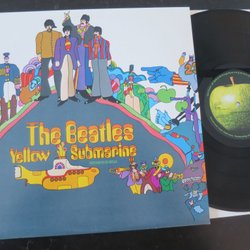 The Beatles
Yellow Submarine